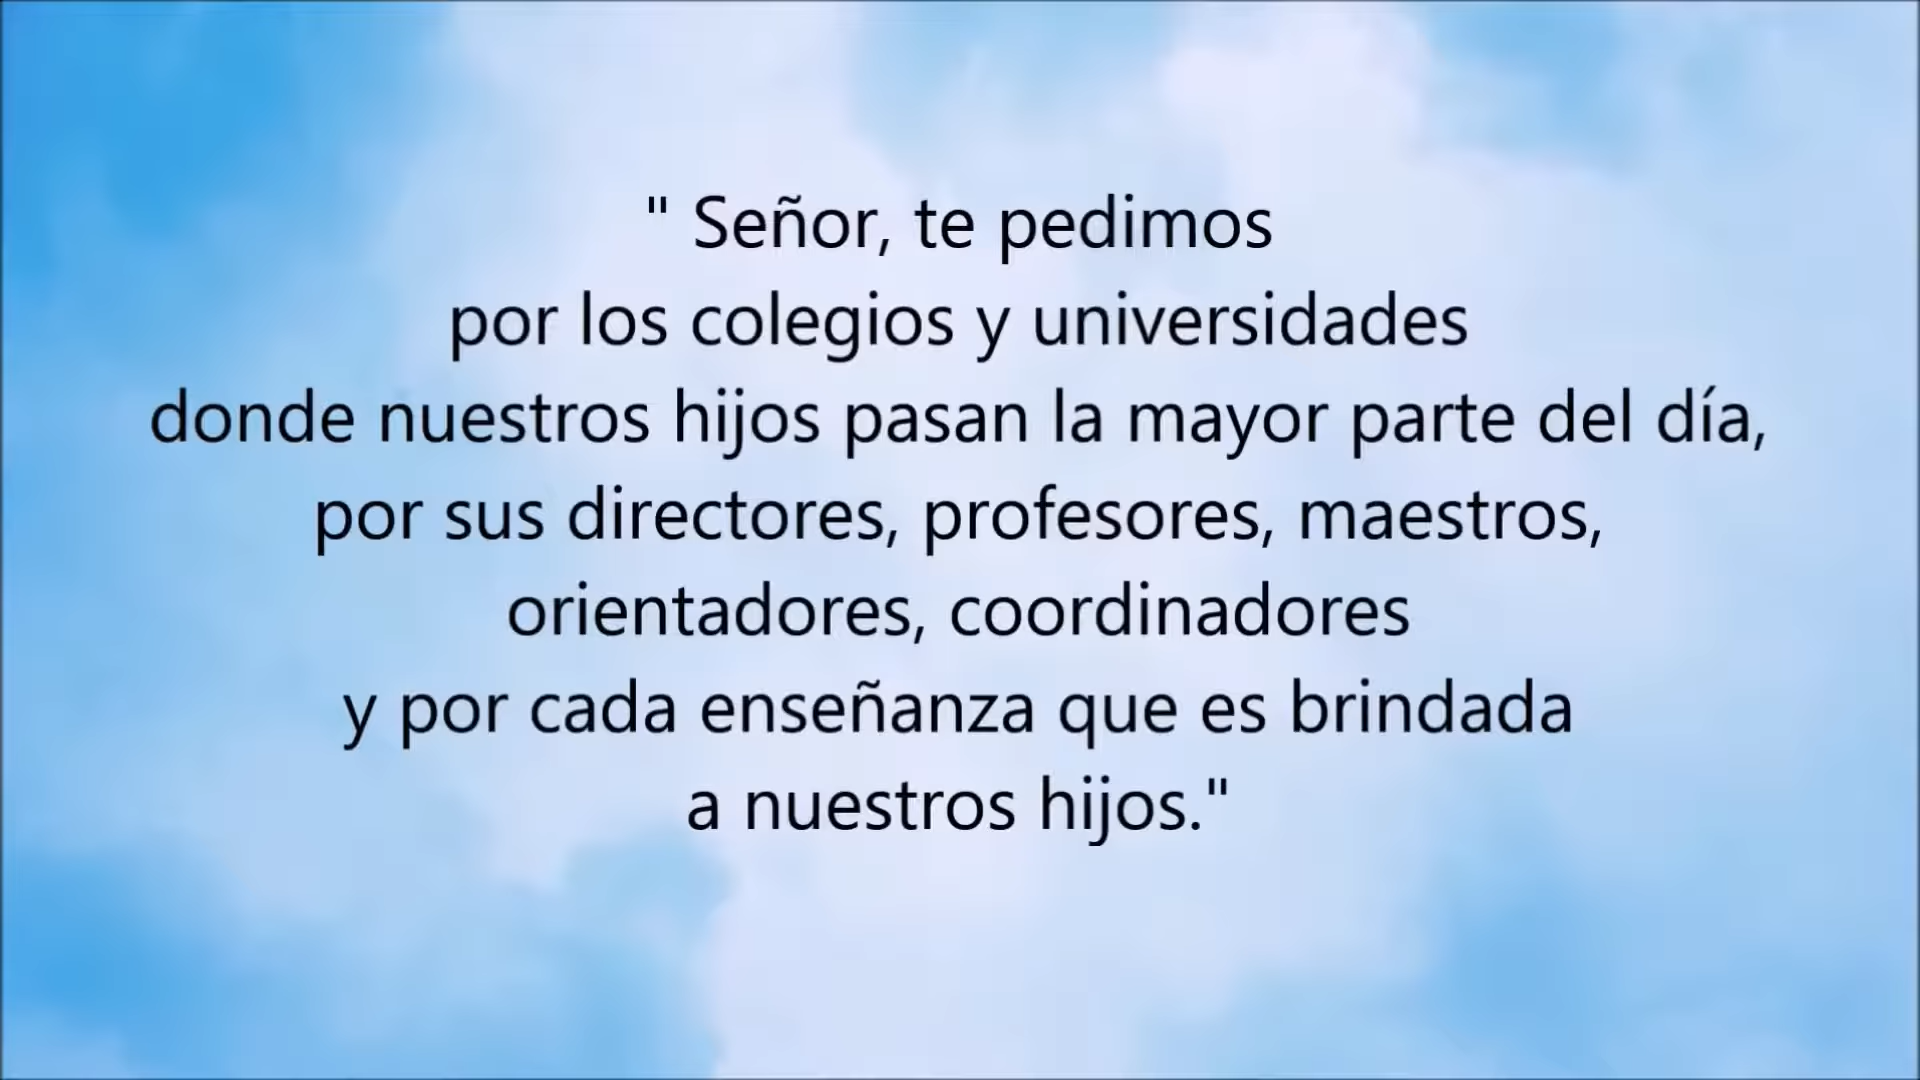 " Señor, te pedimos
por los colegios y universidades
donde nuestros hijos pasan la mayor parte del día,
por sus directores, profesores, maestros,
orientadores, coordinadores
y por cada enseñanza que es brindada
a nuestros hijos."